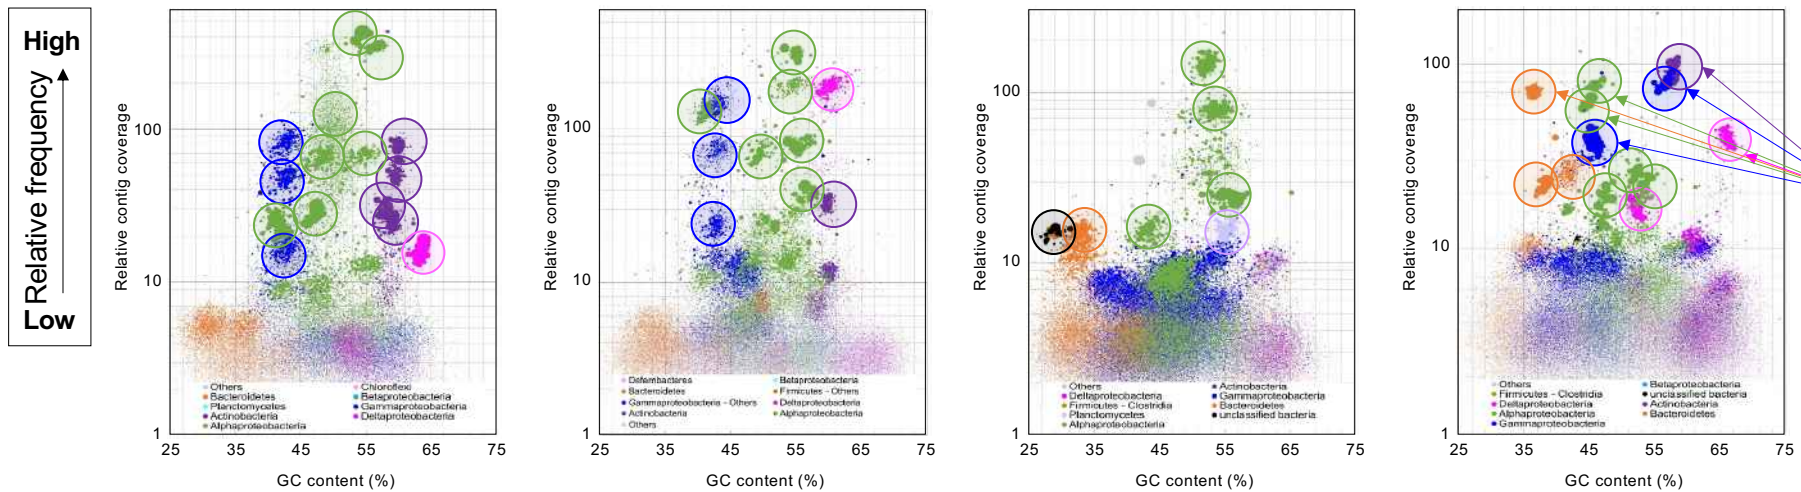 High
Relative frequency
Low
Relative contig coverage
100
10
1
Others
Bacteroidetes
Planctomycetes
Actinobacteria
Alphaproteobacteria
Chloroflexi
Betaproteobacteria
Gammaproteobacteria
Deltaproteobacteria
25 35 45 55 65 75
GC content (%)
Relative contig coverage
100
10
1
Deferribacteres
Bacteroidetes
Gammaproteobacteria - Others
Actinobacteria
Others
Betaproteobacteria
Firmicutes - Others
Deltaproteobacteria
Alphaproteobacteria
25 35 45 55 65 75
GC content (%)
Relative contig coverage
100
10
1
Others
Deltaproteobacteria
Firmicutes - Clostridia
Planctomycetes
Alphaproteobacteria
Actinobacteria
Gammaproteobacteria
Bacteroidetes
unclassified bacteria
25 35 45 55 65 75
GC content (%)
Relative contig coverage
100
10
1
Others
Firmicutes - Clostridia
Deltaproteobacteria
Alphaproteobacteria
Gammaproteobacteria
Betaproteobacteria
unclassified bacteria
Actinobacteria
Bacteroidetes
25 35 45 55 65 75
GC content (%)